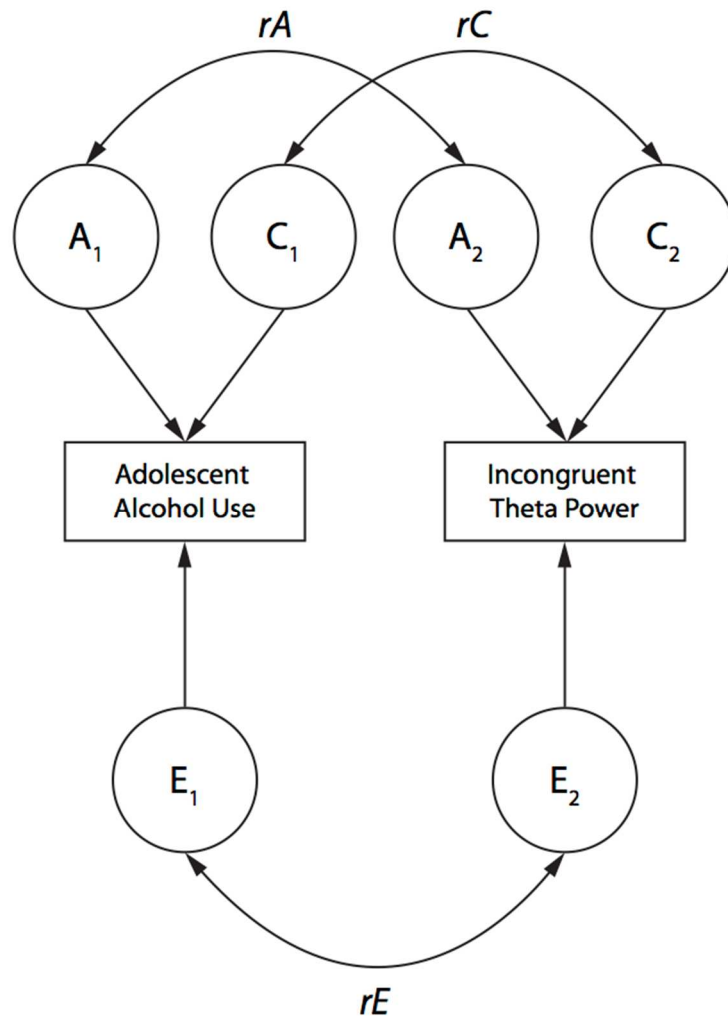 rA
rC
A₁
C₁
A₂
C₂
Adolescent
Alcohol Use
Incongruent
Theta Power
E₁
E₂
rE